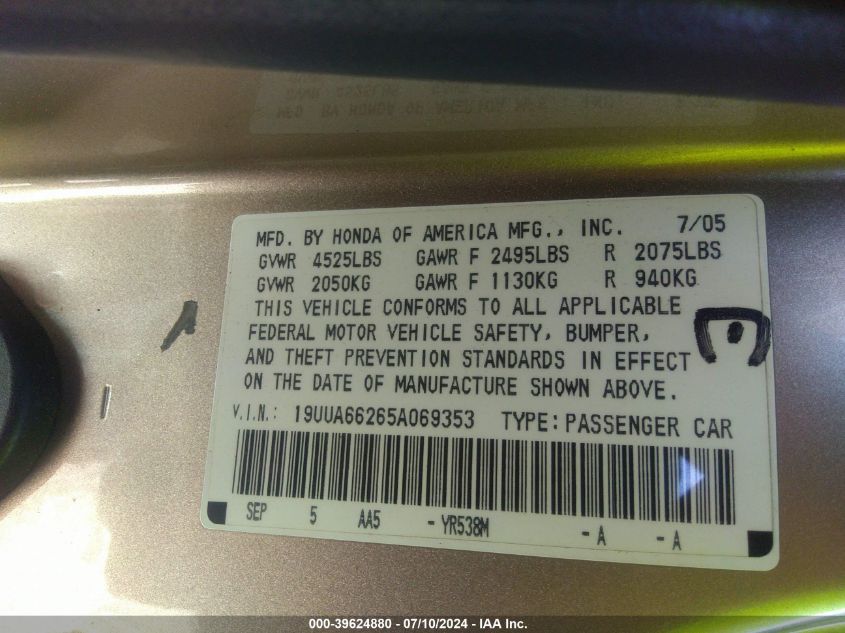 MFD. BY HONDA OF AMERICA MFG., INC. 7/05
GVWR 4525LBS GAWR F 2495LBS R 2075LBS
GVWR 2050KG GAWR F 1130KG R 940KG
THIS VEHICLE CONFORMS TO ALL APPLICABLE
FEDERAL MOTOR VEHICLE SAFETY, BUMPER,
AND THEFT PREVENTION STANDARDS IN EFFECT
ON THE DATE OF MANUFACTURE SHOWN ABOVE.
V.I.N.: 19UUA66265A069353 TYPE: PASSENGER CAR
SEP 5 AA5 - YR538M - A - A
000-39624880 - 07/10/2024 - IAA Inc.